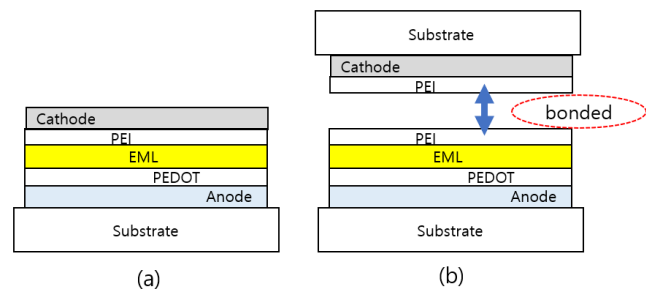 Cathode
PEI
EML
PEDOT
Anode
Substrate
(a)
Substrate
Cathode
PEI
bonded
PEI
EML
PEDOT
Anode
Substrate
(b)